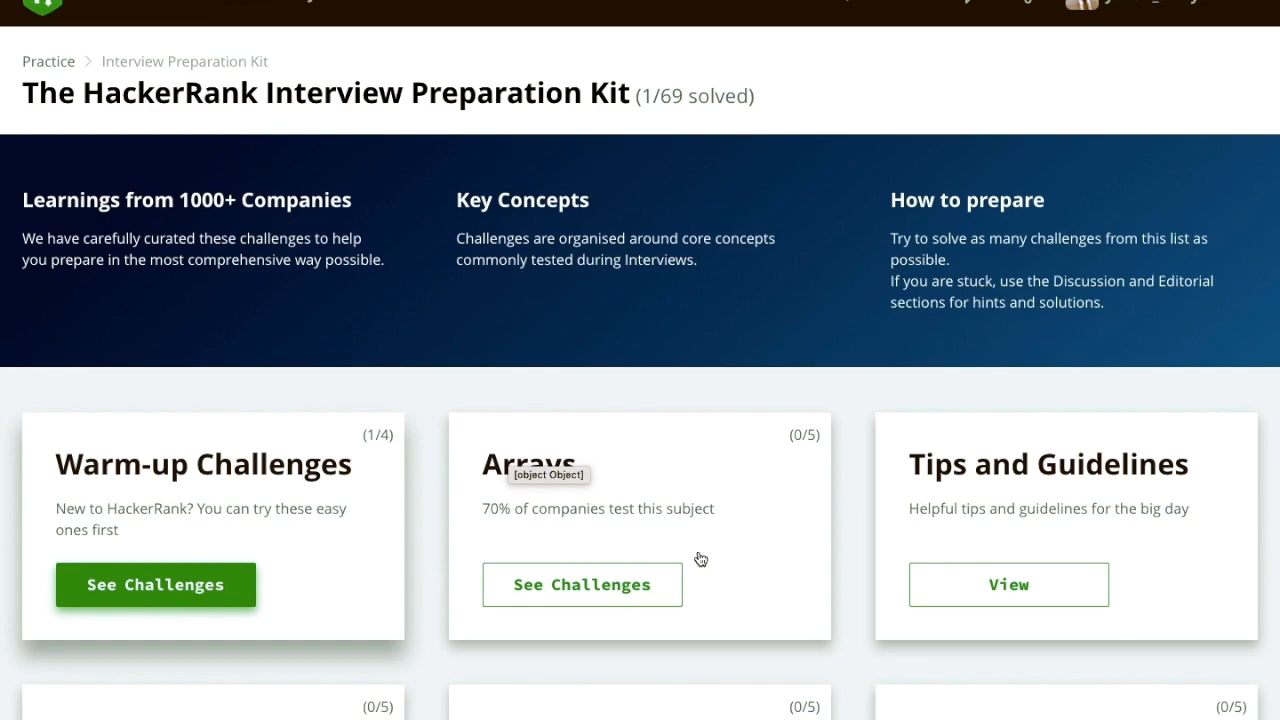 Practice > Interview Preparation Kit
The HackerRank Interview Preparation Kit (1/69 solved)
Learnings from 1000+ Companies
We have carefully curated these challenges to help
you prepare in the most comprehensive way possible.
Key Concepts
Challenges are organised around core concepts
commonly tested during Interviews.
How to prepare
Try to solve as many challenges from this list as
possible.
If you are stuck, use the Discussion and Editorial
sections for hints and solutions.
(1/4)
Warm-up Challenges
New to HackerRank? You can try these easy
ones first
See Challenges
(0/5)
Arrays
[object Object]
70% of companies test this subject
See Challenges
Tips and Guidelines
Helpful tips and guidelines for the big day
View
(0/5)
(0/5)
(0/5)